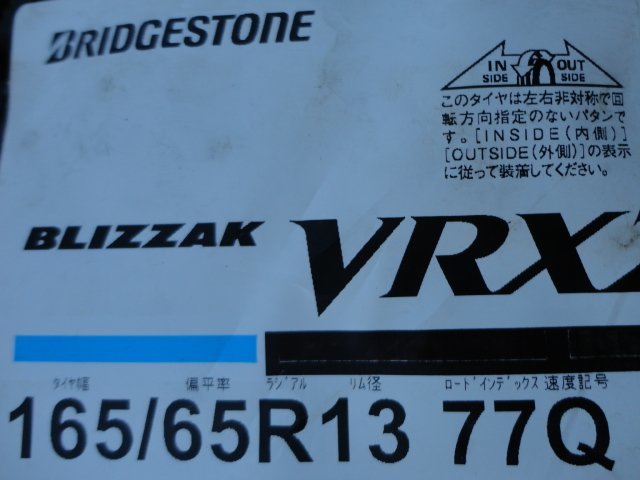 BRIDGESTONE
IN OUT
SIDE SIDE
このタイヤは左右非対称で回
転方向指定のないパタンで
す。[INSIDE(内側)]
[OUTSIDE(外側)]の表示
に従って装着してください。
BLIZZAK VRX
タイヤ幅 偏平率 ラジアル リム径 ロードインデックス 速度記号
165/65R13 77Q